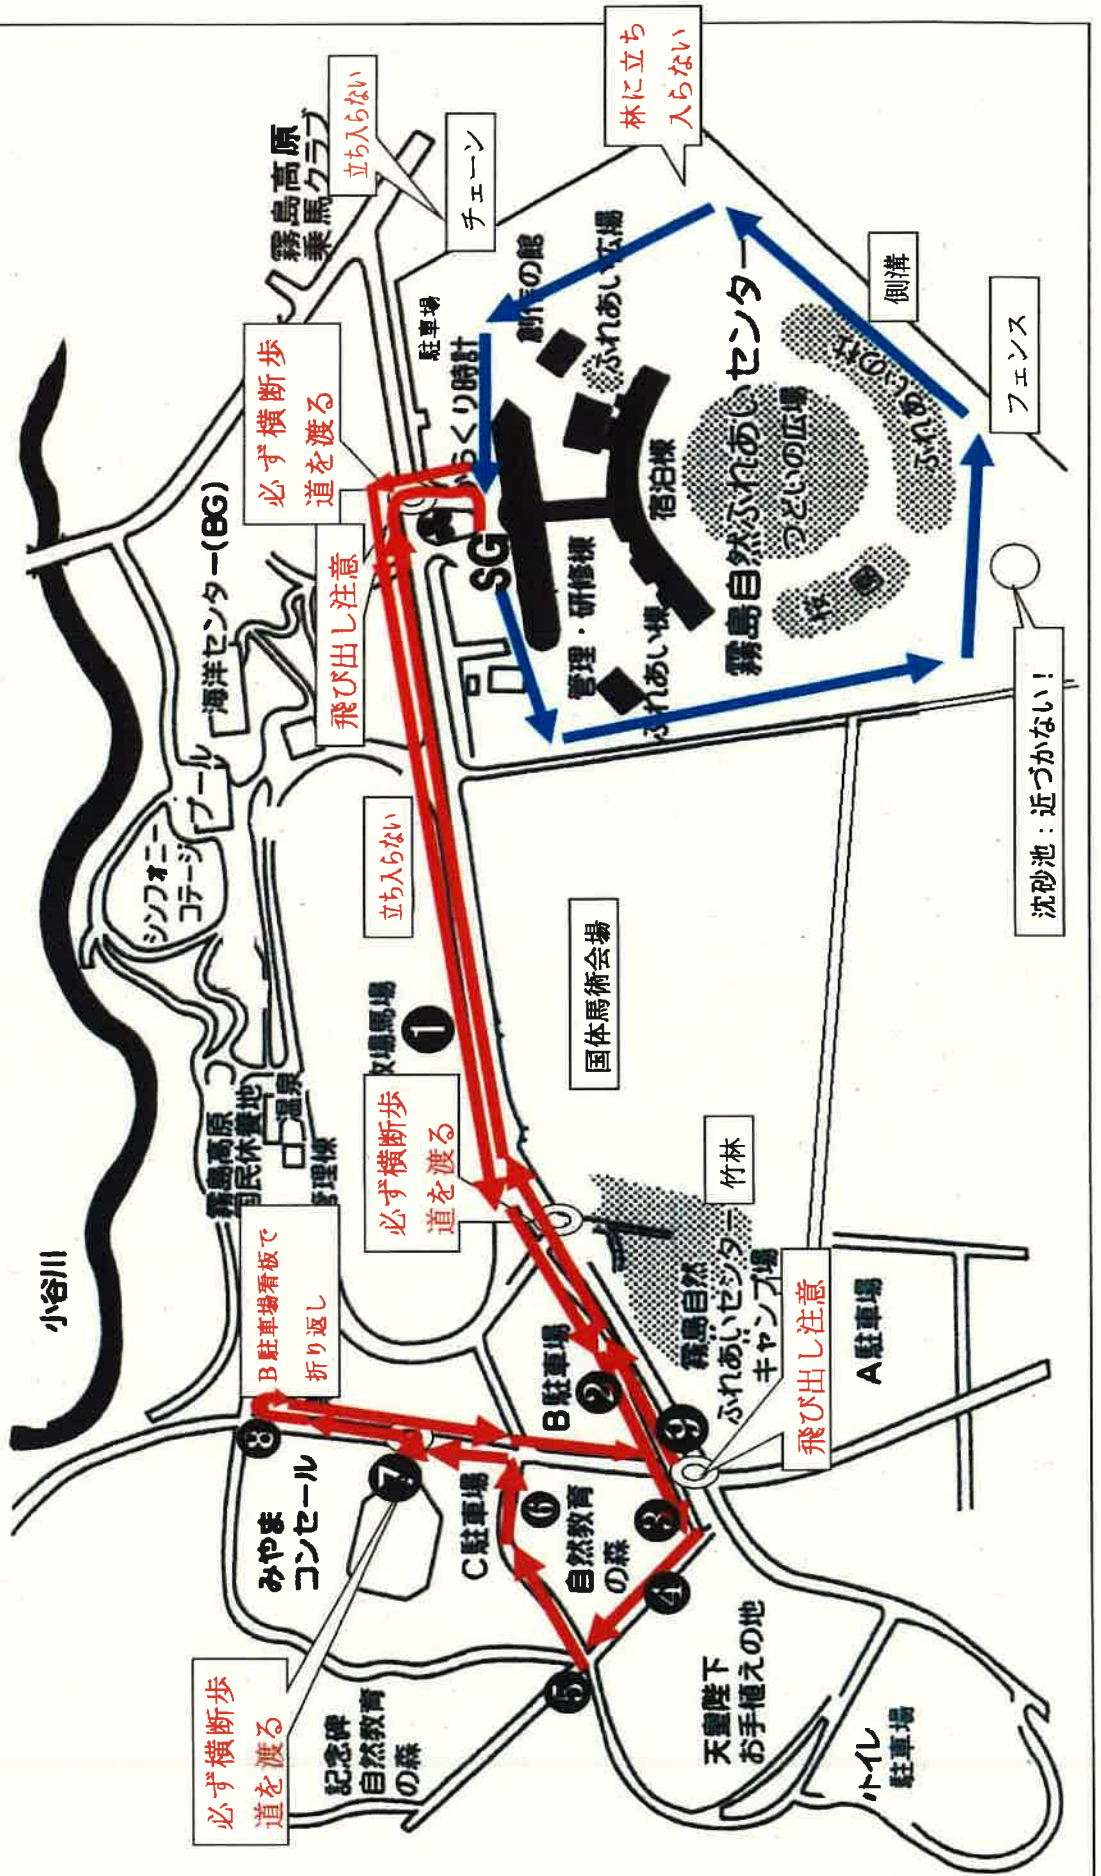 小谷川
霧島高原
乗馬クラブ
立ち入らない
チェーン
林に立ち
入らない
必ず横断歩
道を渡る
飛び出し注意
海洋センター(BG)
プール
シンフォニー
コテージ
霧島高原
国民休養地
温泉
管理棟
B駐車場看板で
折り返し
駐車場
からくり時計
創作の館
ふれあい広場
SG
管理・研修棟
宿泊棟
ふれあい棟
霧島自然ふれあいセンター
つどいの広場
ふれあいの杜
側溝
フェンス
沈砂池:近づかない!
立ち入らない
国体馬術会場
牧場馬場
❶
必ず横断歩
道を渡る
竹林
霧島自然
ふれあいセンター
キャンプ場
飛び出し注意
A駐車場
B駐車場
❷
❾
❸
❹
自然教育
の森
❻
C駐車場
❼
❽
みやま
コンセール
❺
必ず横断歩
道を渡る
記念碑
自然教育
の森
天皇陛下
お手植えの地
トイレ
駐車場